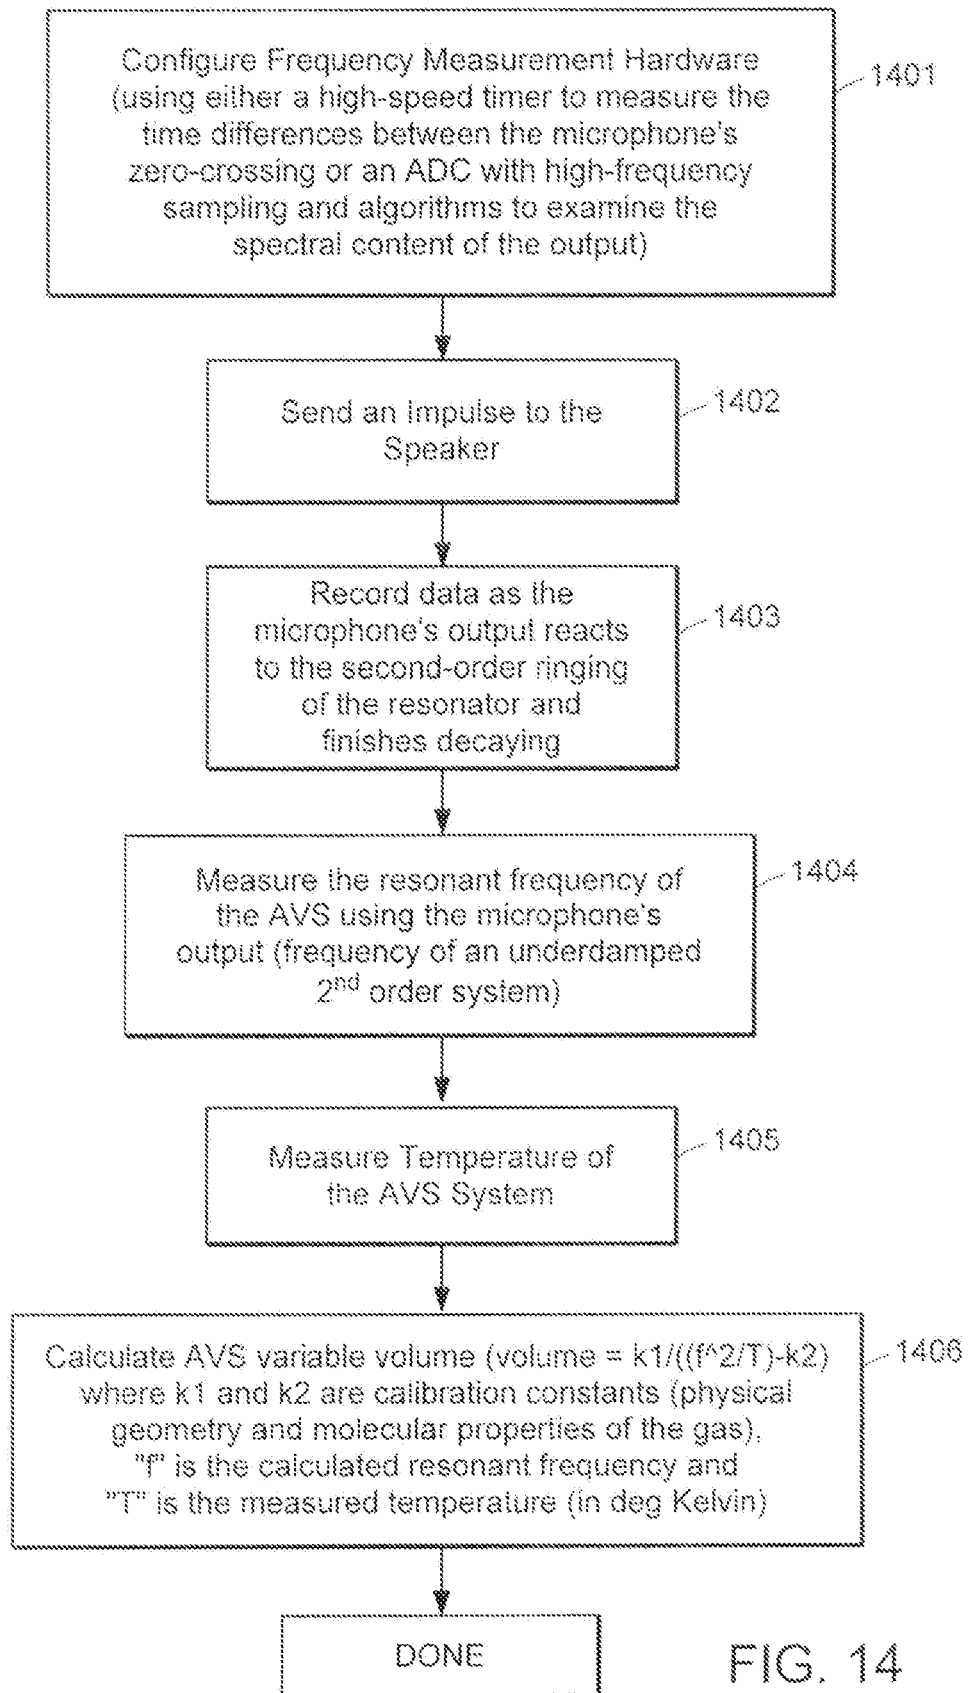 Configure Frequency Measurement Hardware
(using either a high-speed timer to measure the
time differences between the microphone's
zero-crossing or an ADC with high-frequency
sampling and algorithms to examine the
spectral content of the output)
1401
Send an Impulse to the
Speaker
1402
Record data as the
microphone's output reacts
to the second-order ringing
of the resonator and
finishes decaying
1403
Measure the resonant frequency of
the AVS using the microphone's
output (frequency of an underdamped
2nd order system)
1404
Measure Temperature of
the AVS System
1405
Calculate AVS variable volume (volume = k1/((f^2/T)-k2)
where k1 and k2 are calibration constants (physical
geometry and molecular properties of the gas),
"f" is the calculated resonant frequency and
"T" is the measured temperature (in deg Kelvin)
1406
DONE
FIG. 14